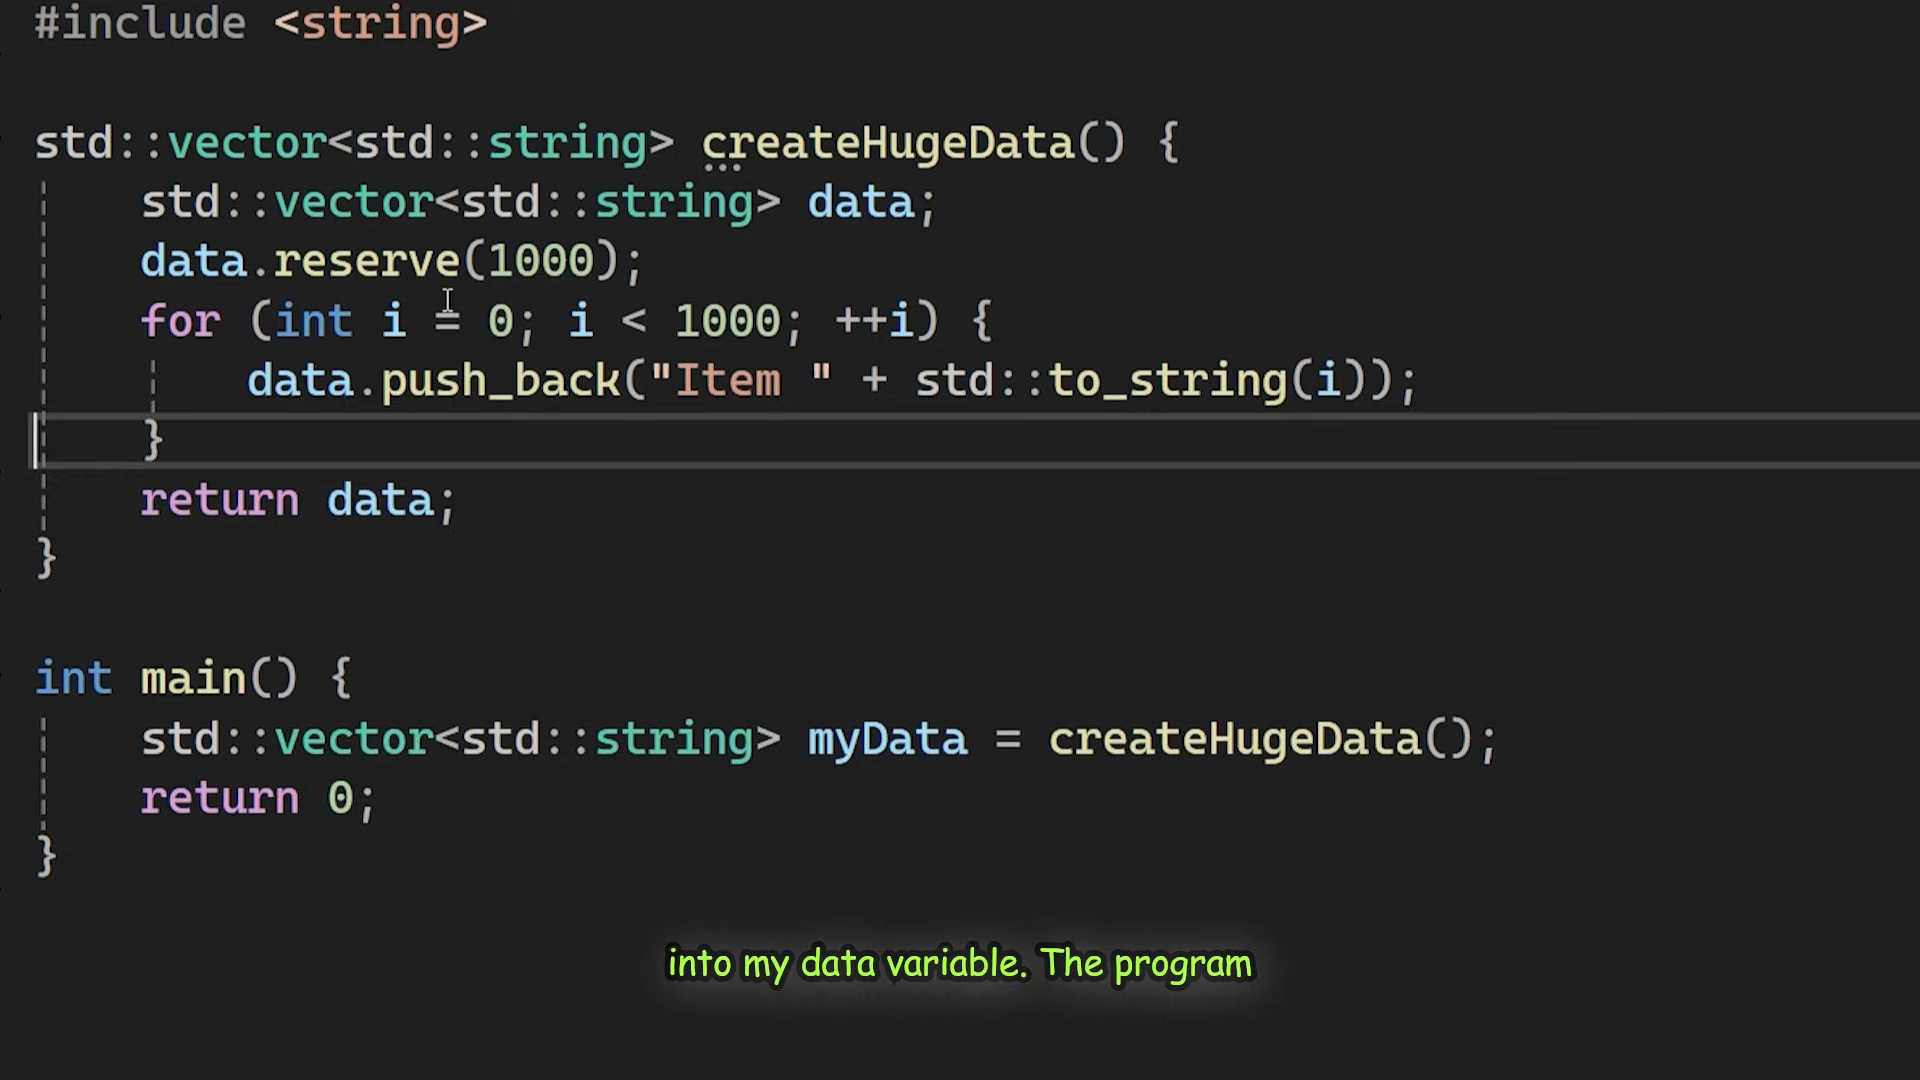 #include <string>
std::vector<std::string> createHugeData() {
std::vector<std::string> data;
data.reserve(1000);
for (int i = 0; i < 1000; ++i) {
data.push_back("Item " + std::to_string(i));
}
return data;
}
int main() {
std::vector<std::string> myData = createHugeData();
return 0;
}
into my data variable. The program